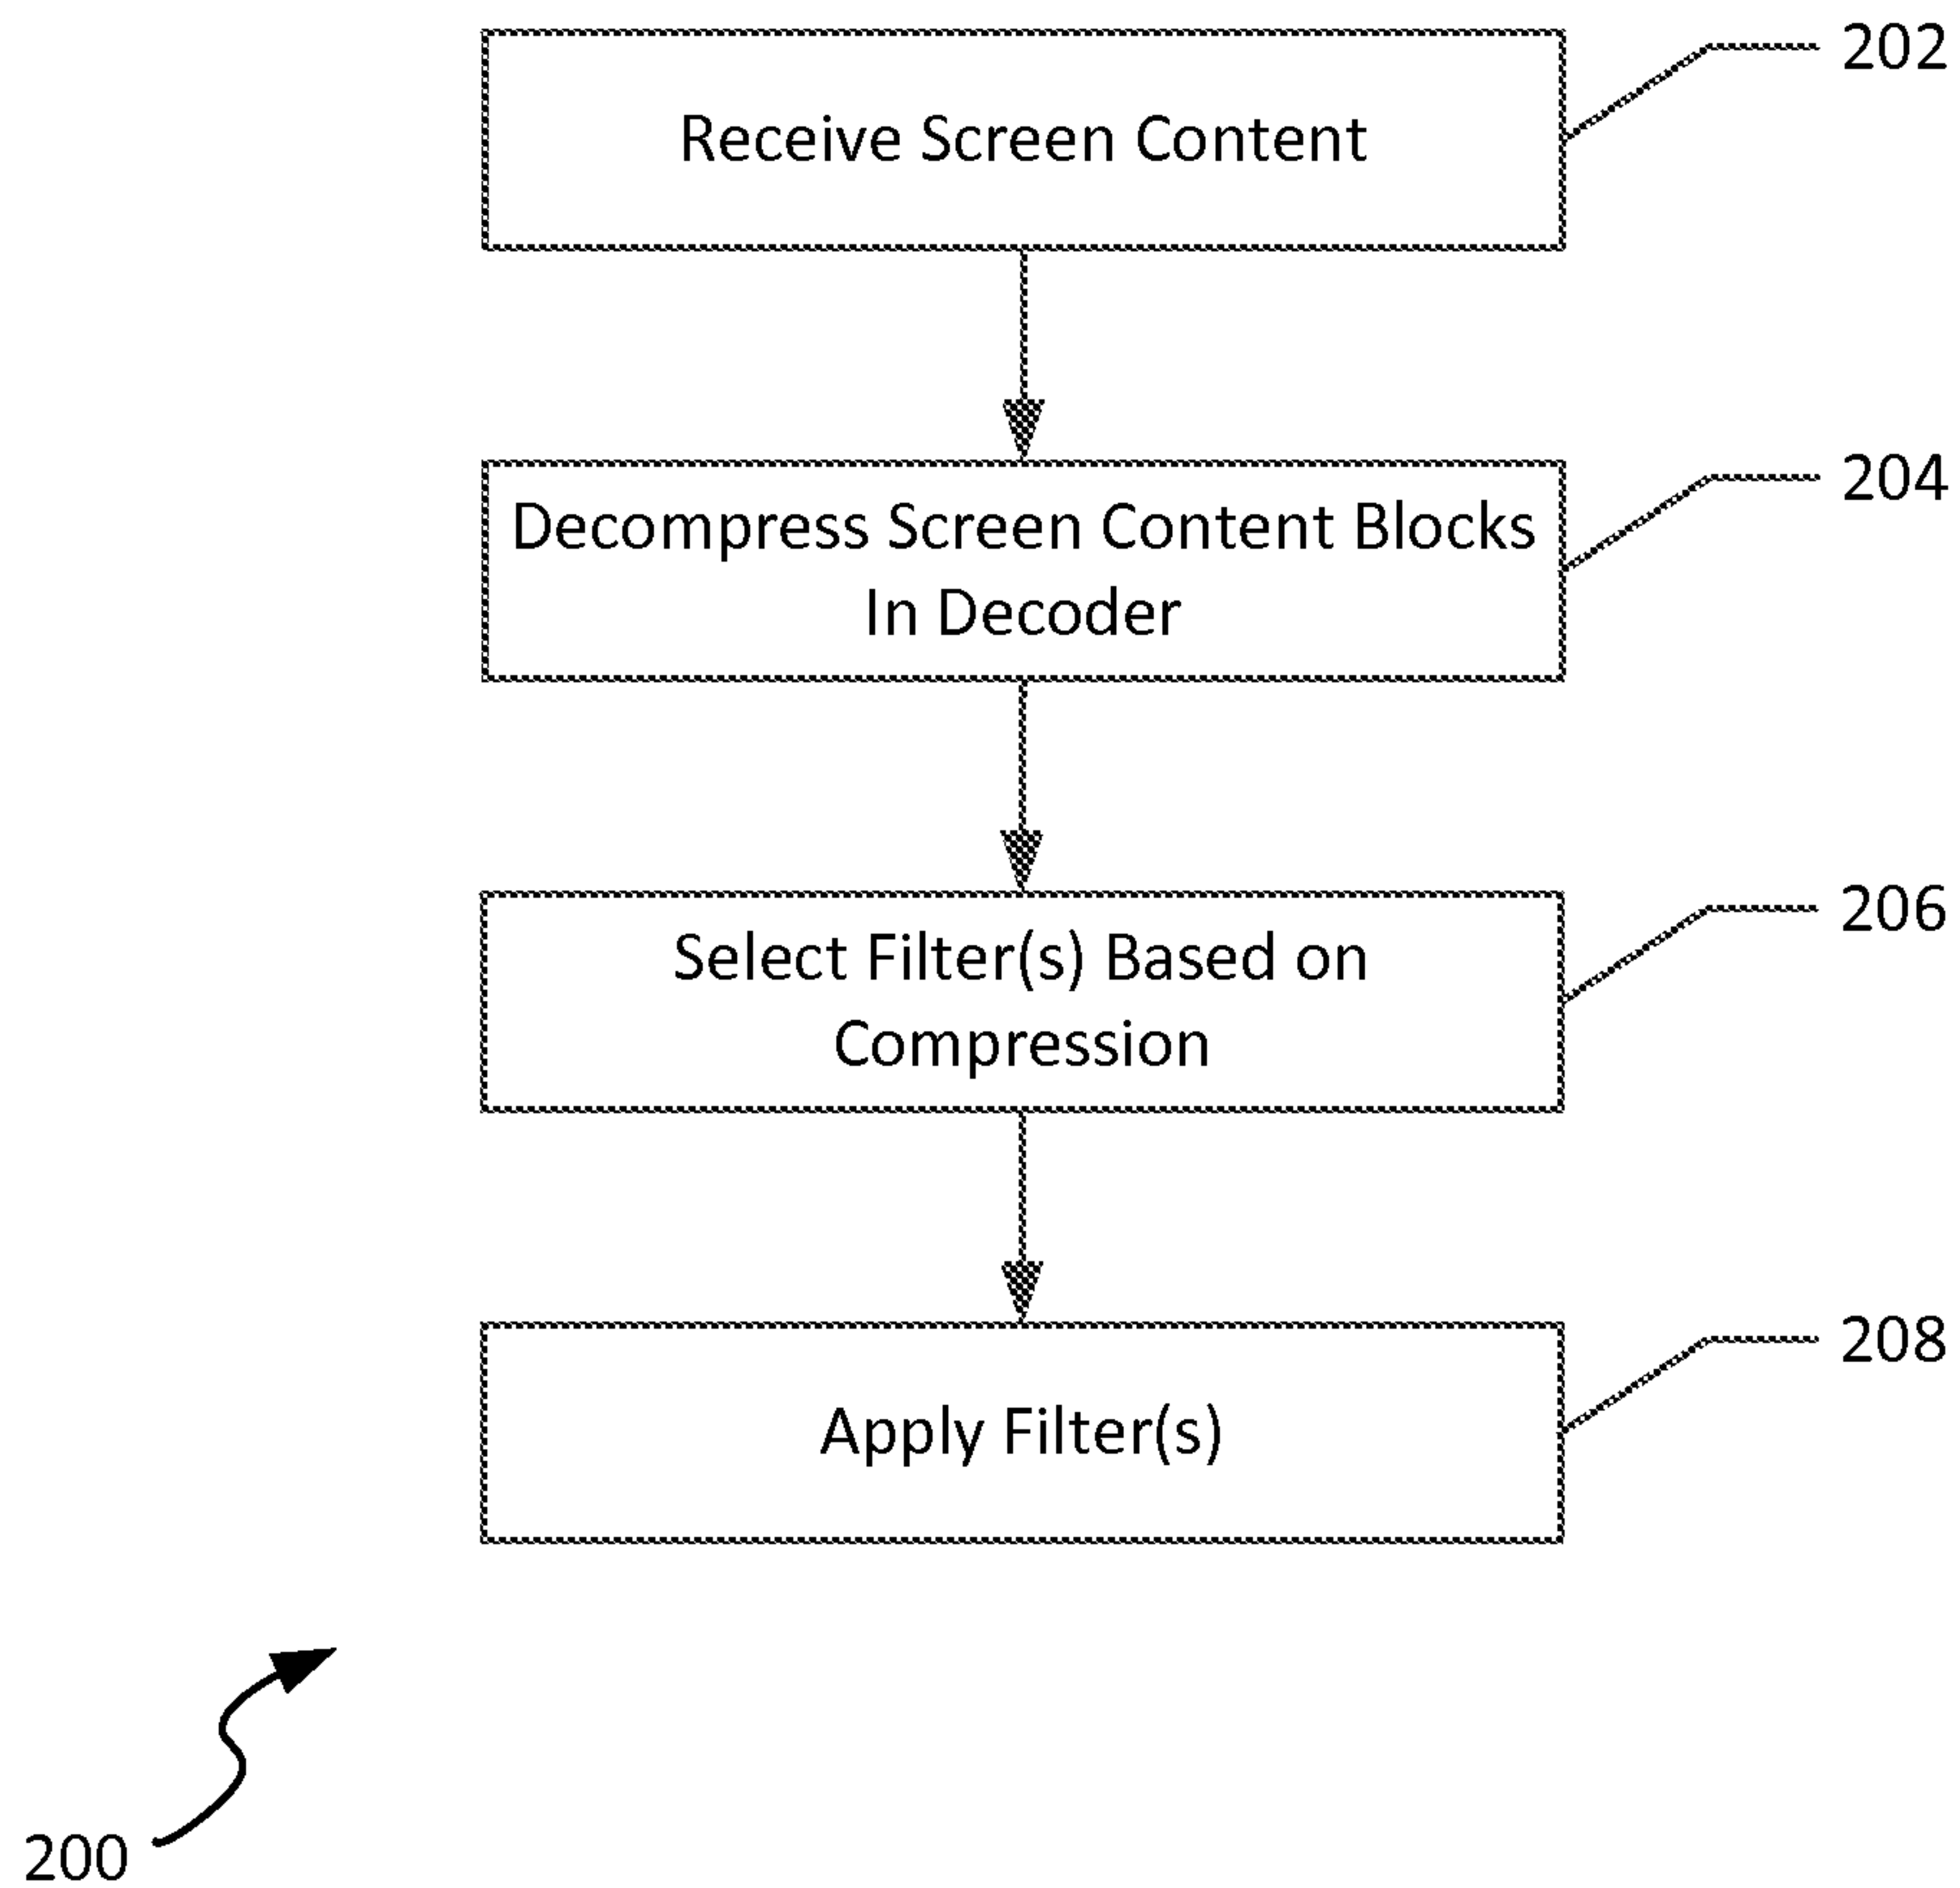 Receive Screen Content
202
Decompress Screen Content Blocks
In Decoder
204
Select Filter(s) Based on
Compression
206
Apply Filter(s)
208
200